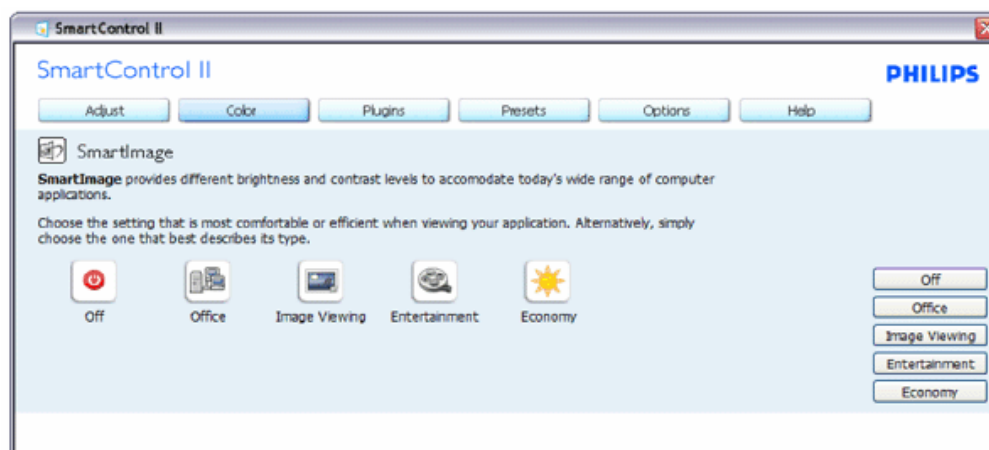 SmartControl II
SmartControl II
PHILIPS
Adjust Color Plugins Presets Options Help
SmartImage
SmartImage provides different brightness and contrast levels to accomodate today's wide range of computer
applications.
Choose the setting that is most comfortable or efficient when viewing your application. Alternatively, simply
choose the one that best describes its type.
Off Office Image Viewing Entertainment Economy
Off
Office
Image Viewing
Entertainment
Economy